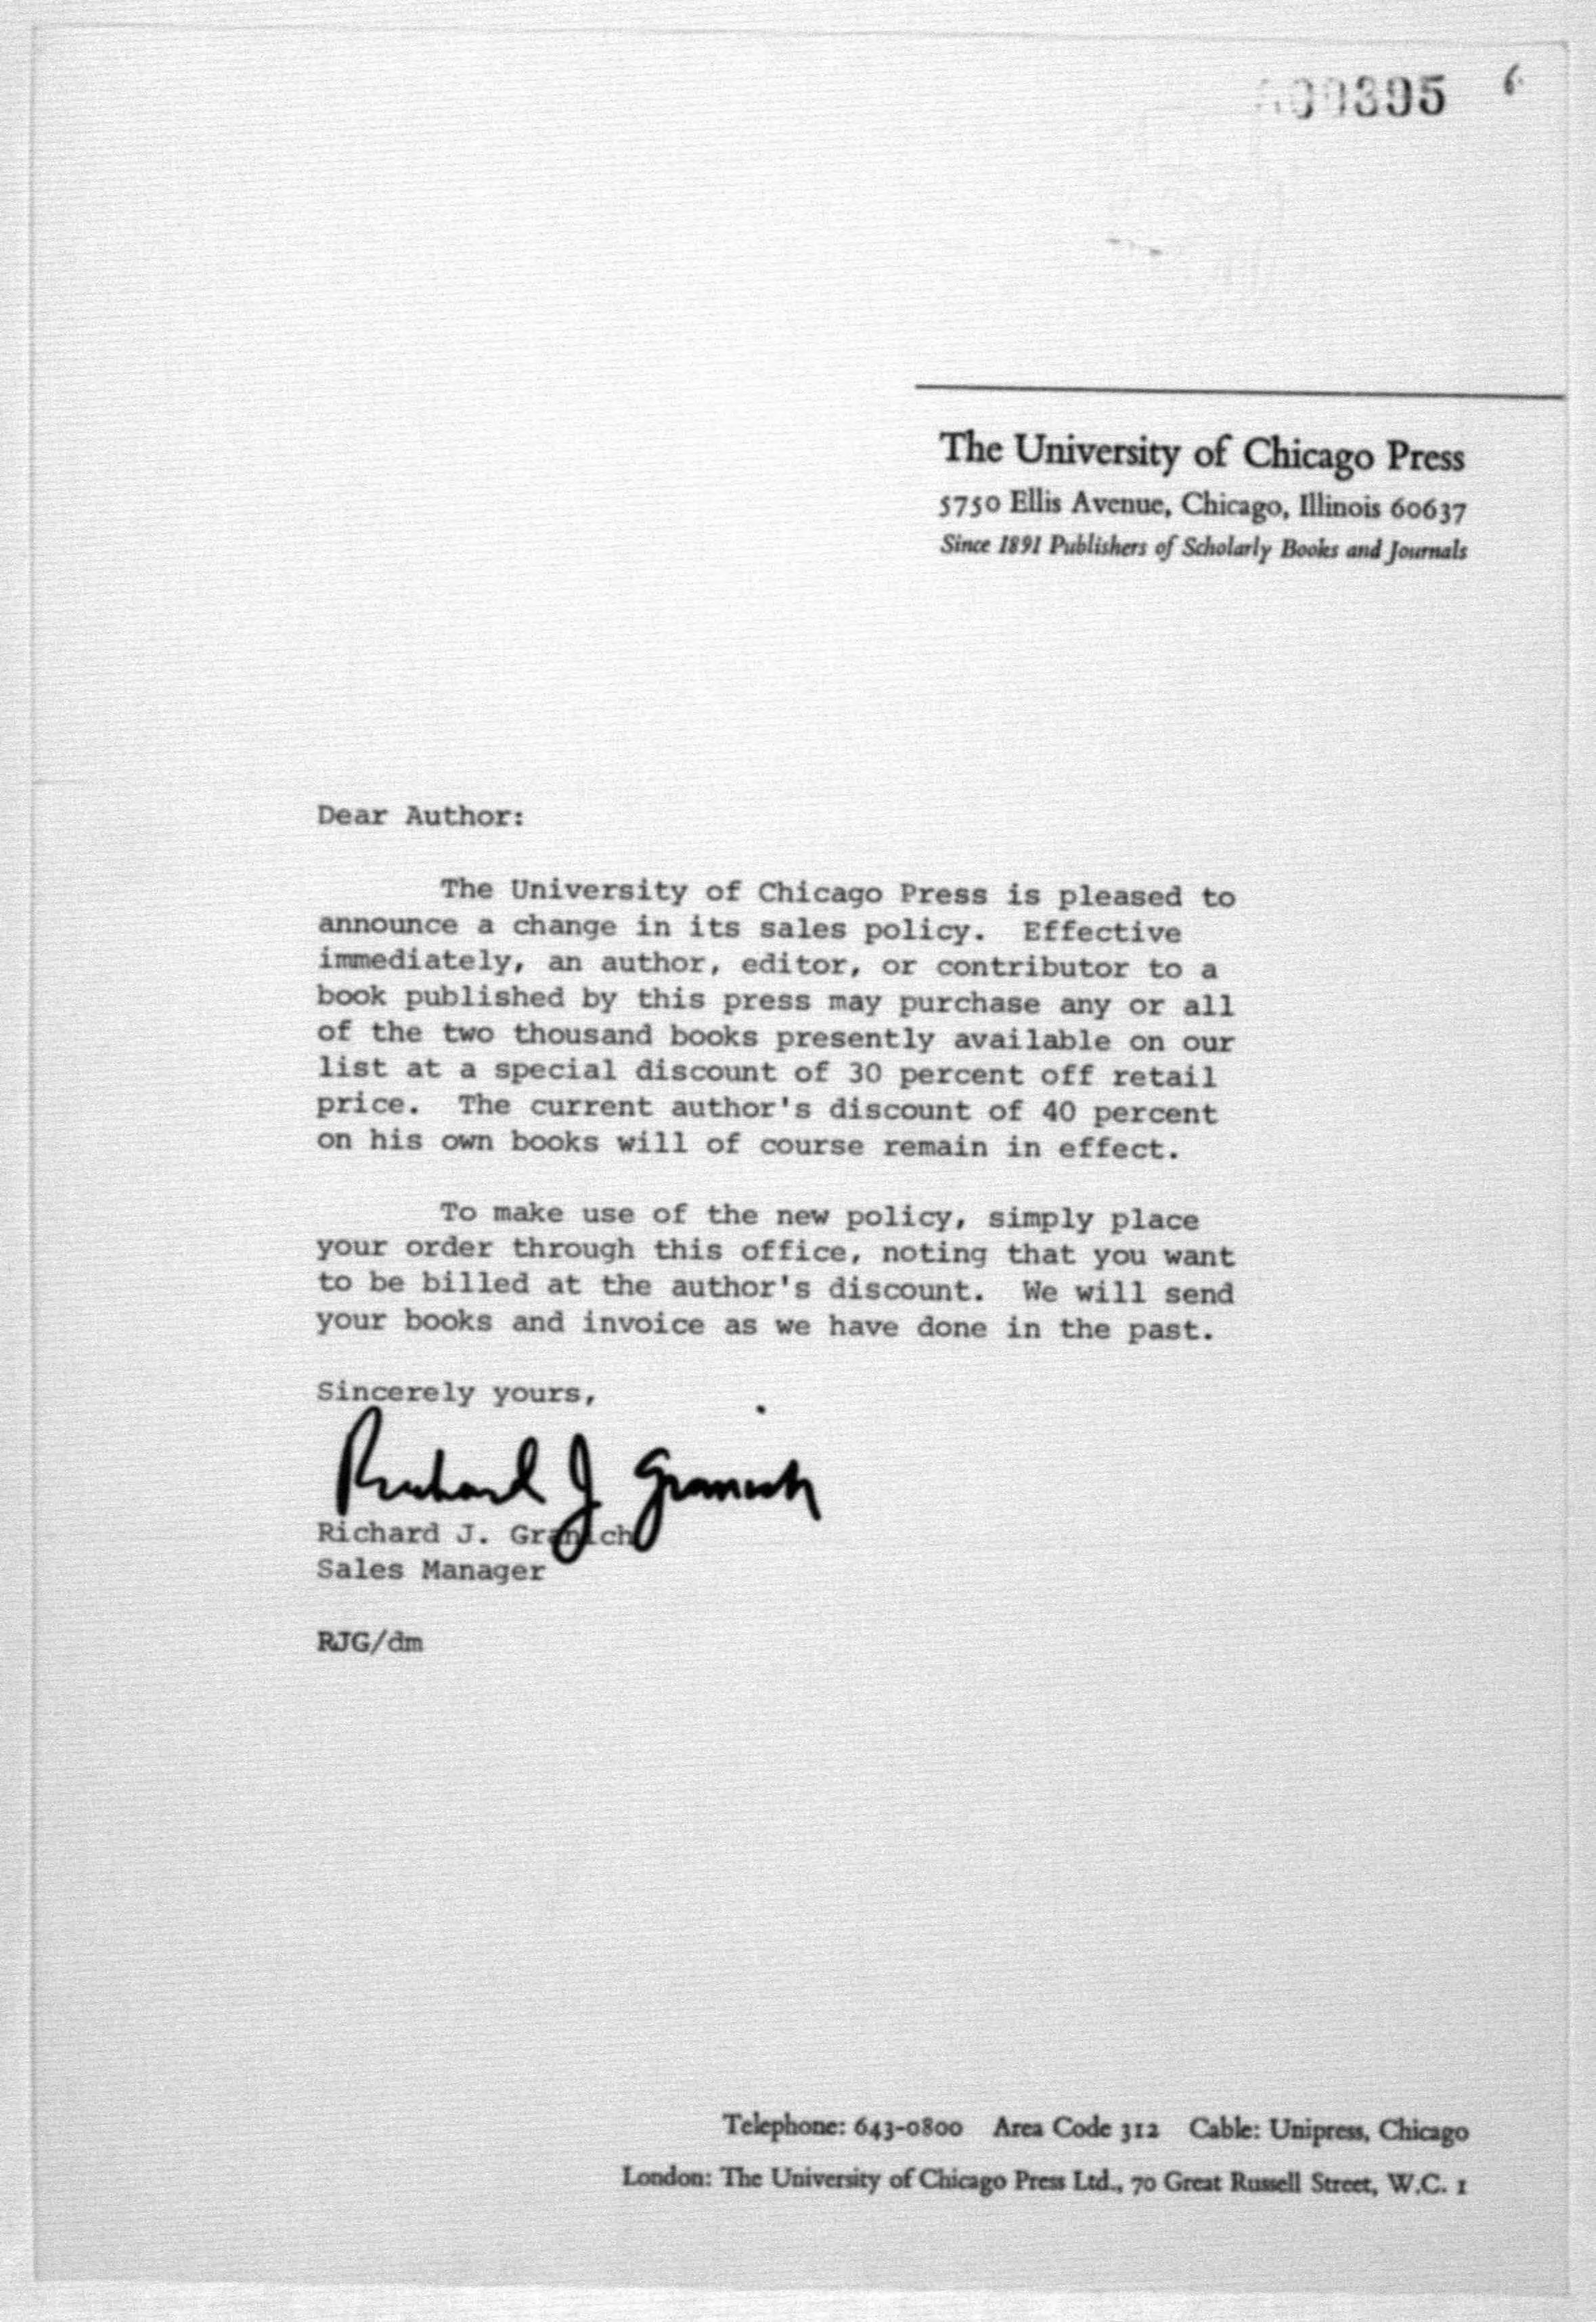 395
The University of Chicago Press
5750 Ellis Avenue, Chicago, Illinois 60637
Since 1891 Publishers of Scholarly Books and Journals
Dear Author:
The University of Chicago Press is pleased to
announce a change in its sales policy. Effective
immediately, an author, editor, or contributor to a
book published by this press may purchase any or all
of the two thousand books presently available on our
list at a special discount of 30 percent off retail
price. The current author's discount of 40 percent
on his own books will of course remain in effect.
To make use of the new policy, simply place
your order through this office, noting that you want
to be billed at the author's discount. We will send
your books and invoice as we have done in the past.
Sincerely yours,
Richard J Granich
Richard J. Granich
Sales Manager
RJG/dm
Telephone: 643-0800 Area Code 312 Cable: Unipress, Chicago
London: The University of Chicago Press Ltd., 70 Great Russell Street, W.C. 1